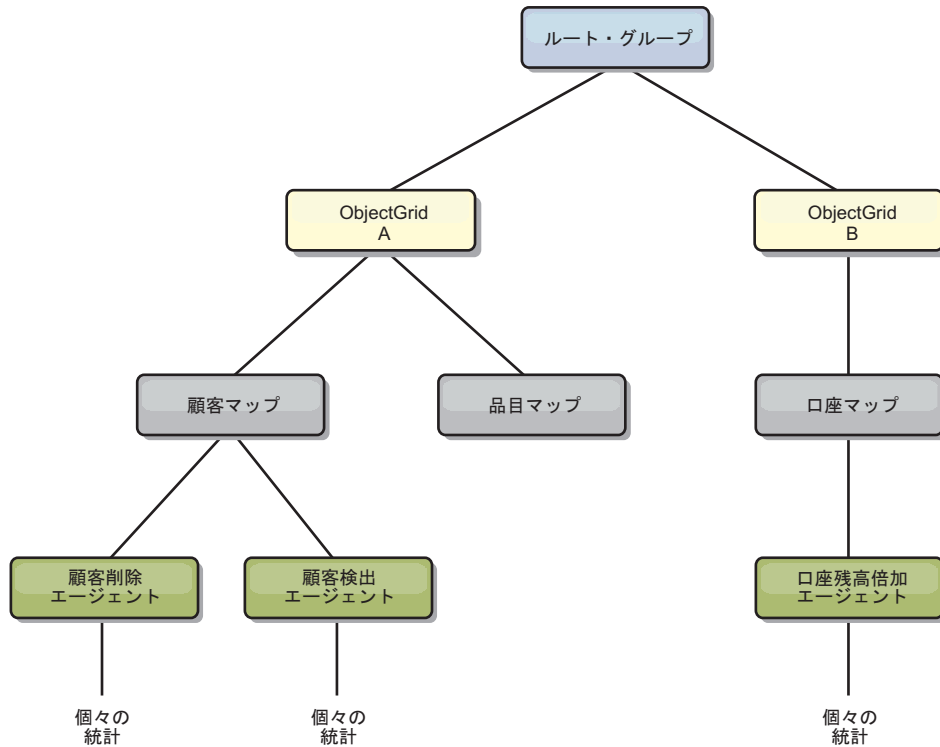 ルート・グループ
ObjectGrid
A
ObjectGrid
B
顧客マップ
品目マップ
口座マップ
顧客削除
エージェント
顧客検出
エージェント
口座残高倍加
エージェント
個々の
統計
個々の
統計
個々の
統計